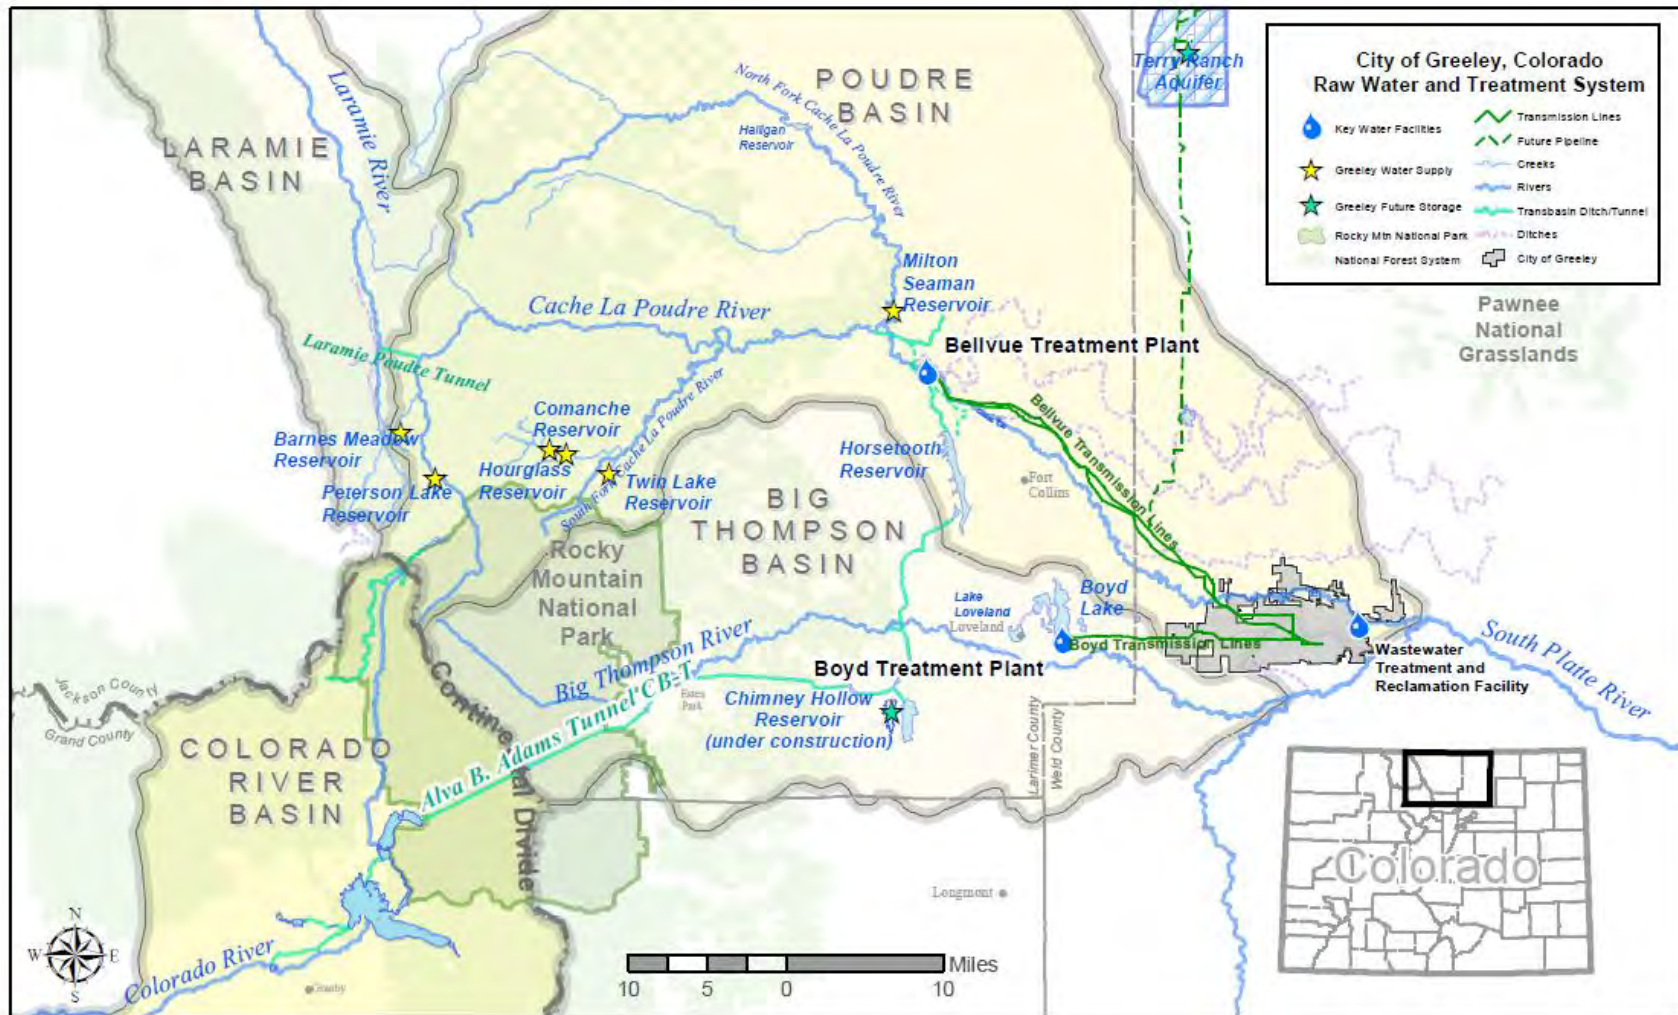 City of Greeley, Colorado
Raw Water and Treatment System
Key Water Facilities
Greeley Water Supply
Greeley Future Storage
Rocky Mtn National Park
National Forest System
Transmission Lines
Future Pipeline
Creeks
Rivers
Transbasin Ditch/Tunnel
Ditches
City of Greeley
Terry Ranch
Aquifer
POUDRE
BASIN
North Fork Cache La Poudre River
Halligan
Reservoir
Laramie River
LARAMIE
BASIN
Milton
Seaman
Reservoir
Cache La Poudre River
Pawnee
National
Grasslands
Laramie Poudre Tunnel
Bellvue Treatment Plant
Bellvue Transmission Lines
Comanche
Reservoir
Barnes Meadow
Reservoir
Hourglass
Reservoir
Peterson Lake
Reservoir
South Fork Cache La Poudre River
Twin Lake
Reservoir
Horsetooth
Reservoir
Fort
Collins
BIG
THOMPSON
BASIN
Rocky
Mountain
National
Park
Lake
Loveland
Loveland
Boyd
Lake
Boyd Transmission Lines
Boyd Treatment Plant
Wastewater
Treatment and
Reclamation Facility
South Platte River
Big Thompson River
Alva B. Adams Tunnel CB-T
Estes
Park
Chimney Hollow
Reservoir
(under construction)
Larimer County
Weld County
Continental Divide
Jackson County
Grand County
COLORADO
RIVER
BASIN
Colorado River
Granby
Longmont
Colorado
N
W E
S
Miles
10 5 0 10